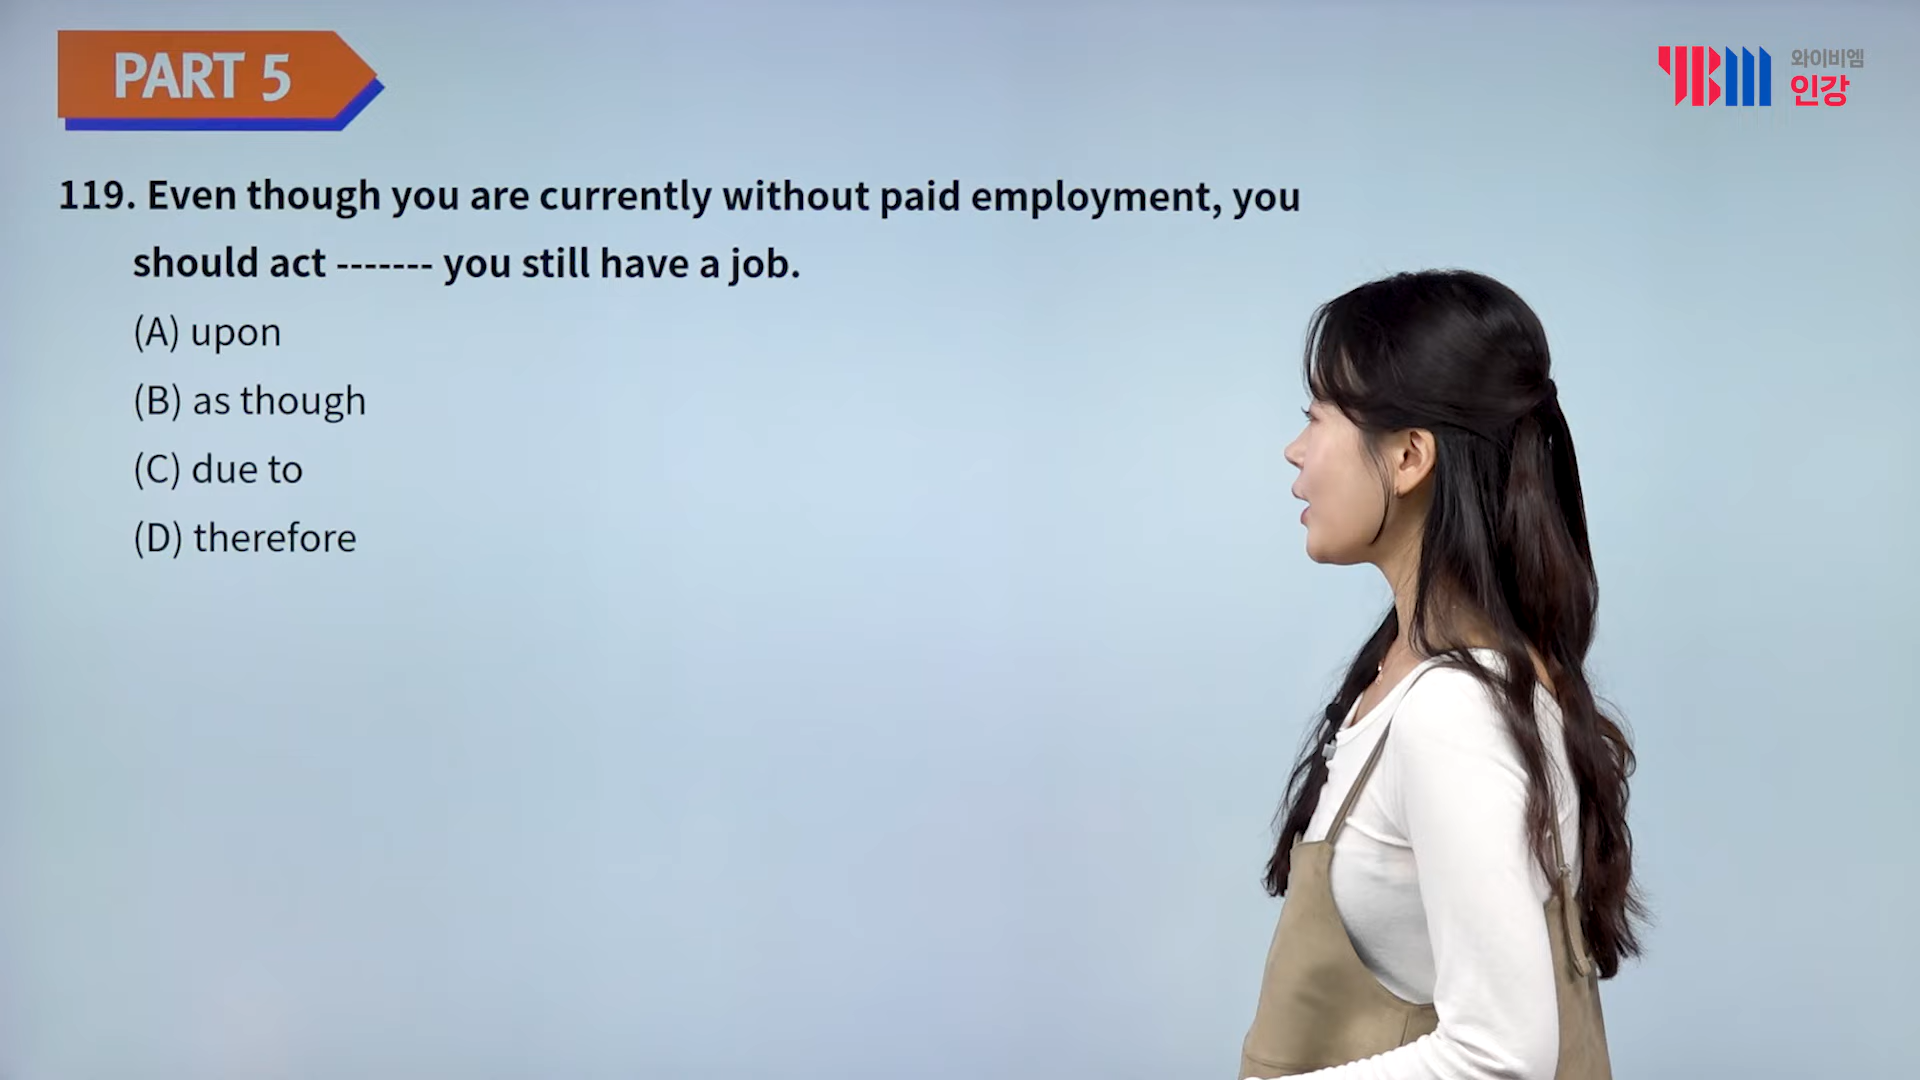 PART 5
YBM 와이비엠
인강
119. Even though you are currently without paid employment, you
should act ------- you still have a job.
(A) upon
(B) as though
(C) due to
(D) therefore